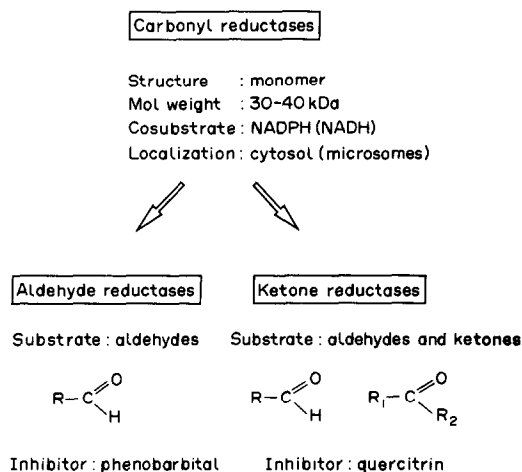 Carbonyl reductases
Structure : monomer
Mol weight : 30-40 kDa
Cosubstrate : NADPH (NADH)
Localization : cytosol (microsomes)
Aldehyde reductases
Substrate : aldehydes
R—C
O
H
Inhibitor : phenobarbital
Ketone reductases
Substrate : aldehydes and ketones
R—C
O
H
R1—C
O
R2
Inhibitor : quercitrin